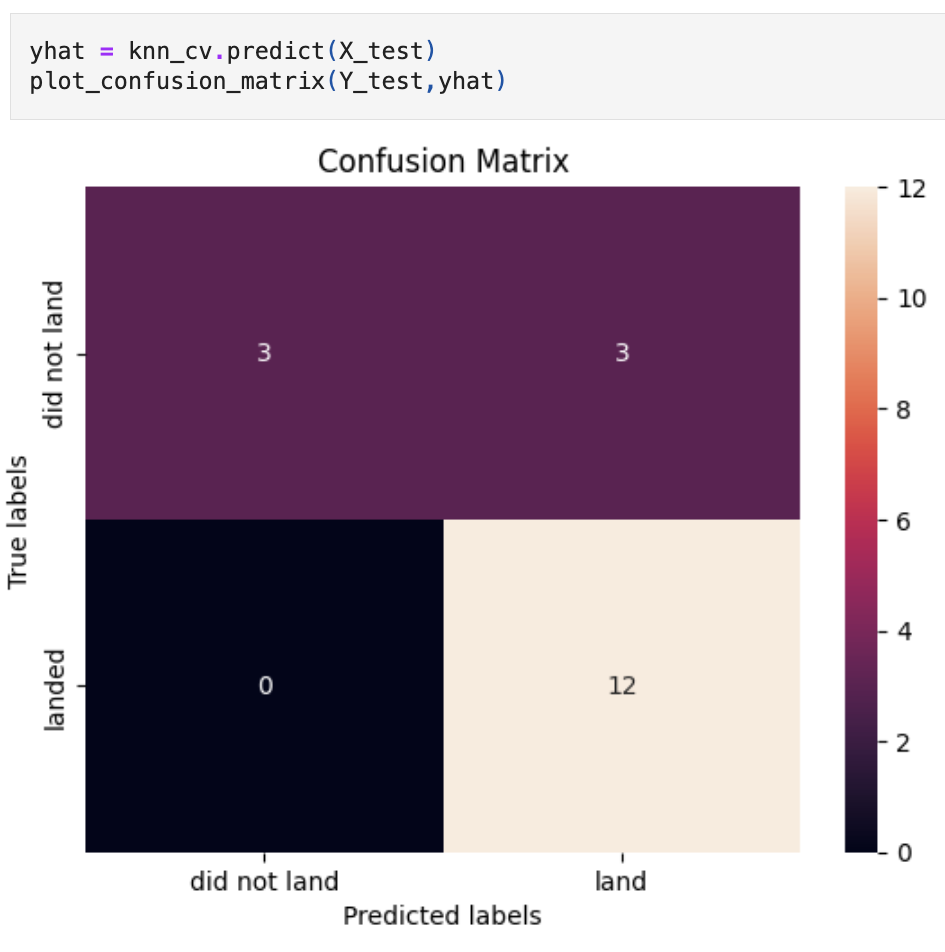 yhat = knn_cv.predict(X_test)
plot_confusion_matrix(Y_test,yhat)
Confusion Matrix
True labels
did not land
landed
3
3
0
12
did not land
land
Predicted labels
12
10
8
6
4
2
0